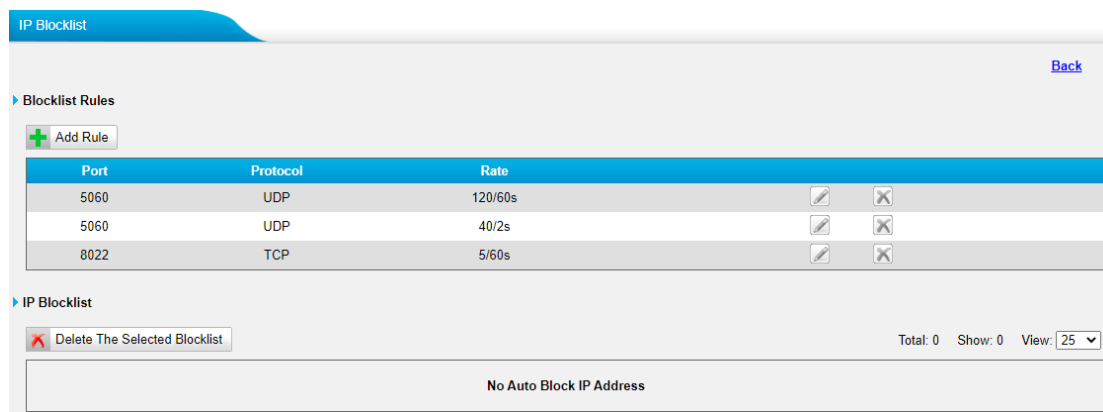 IP Blocklist
Back
Blocklist Rules
Add Rule
Port Protocol Rate
5060 UDP 120/60s
5060 UDP 40/2s
8022 TCP 5/60s
IP Blocklist
Delete The Selected Blocklist Total: 0 Show: 0 View: 25
No Auto Block IP Address